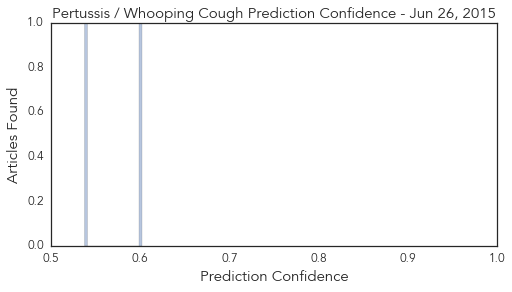 Pertussis / Whooping Cough Prediction Confidence - Jun 26, 2015
1.0
0.8
0.6
0.4
0.2
0.0
Articles Found
0.5 0.6 0.7 0.8 0.9 1.0
Prediction Confidence